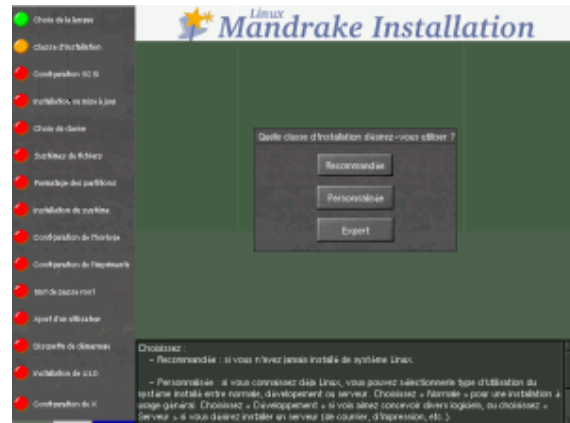 Linux
Mandrake Installation
Choix de la langue
Classe d'installation
Configuration SCSI
Installation ou mise à jour
Choix du clavier
Systèmes de fichiers
Formatage des partitions
Installation du système
Configuration de l'horloge
Configuration de l'imprimante
Mot de passe root
Ajout d'un utilisateur
Disquette de démarrage
Installation de LILO
Configuration de X
Quelle classe d'installation désirez-vous utiliser ?
Recommandée
Personnalisée
Expert
Choisissez :
- Recommandée : si vous n'avez jamais installé de système Linux.
- Personnalisée : si vous connaissez déjà Linux, vous pouvez sélectionnerle type d'utilisation du
système installé entre normale, développement ou serveur. Choisissez « Normale » pour une installation à
usage général. Choisissez « Développement » si vous aimez concevoir divers logiciels, ou choisissez «
Serveur » si vous désirez installer un serveur (de courrier, d'impression, etc.).